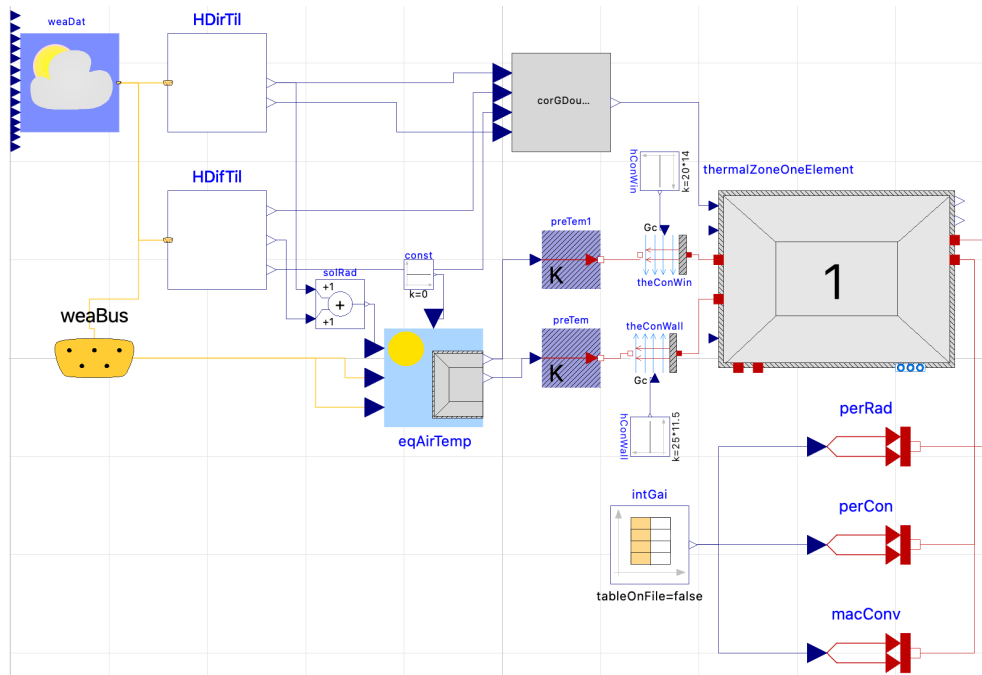 weaDat
HDirTil
corGDou...
HDifTil
hConWin
k=20*14
thermalZoneOneElement
preTem1
K
Gc
theConWin
1
const
k=0
solRad
+1
+
+1
weaBus
preTem
K
theConWall
Gc
hConWall
k=25*11.5
eqAirTemp
perRad
intGai
tableOnFile=false
perCon
macConv